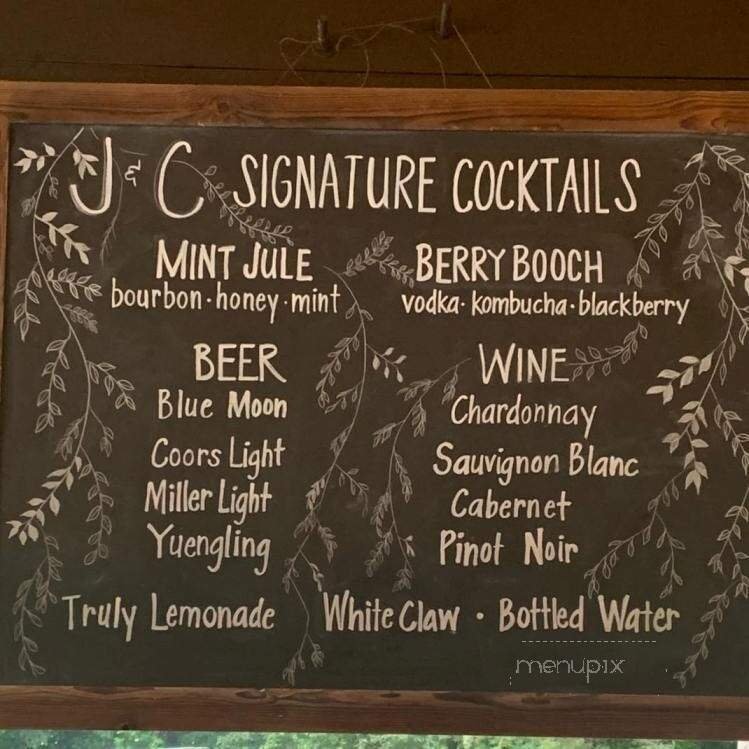 J & C SIGNATURE COCKTAILS
MINT JULE
bourbon·honey·mint
BERRY BOOCH
vodka·kombucha·blackberry
BEER
Blue Moon
Coors Light
Miller Light
Yuengling
WINE
Chardonnay
Sauvignon Blanc
Cabernet
Pinot Noir
Truly Lemonade White Claw · Bottled Water
menupix